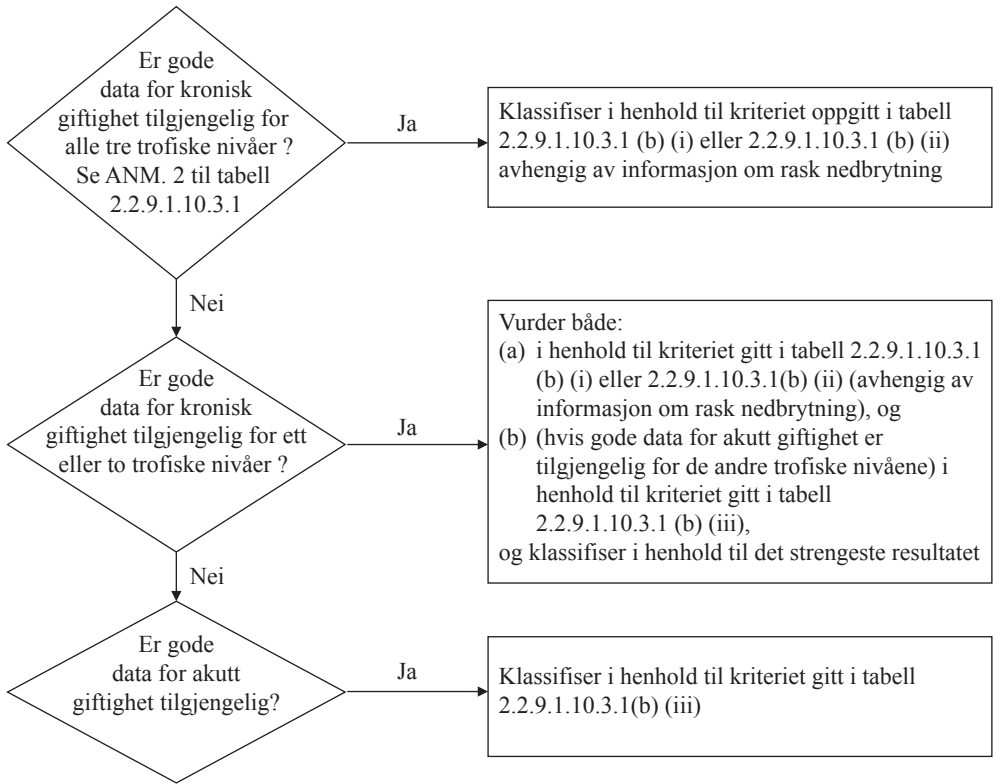 Er gode
data for kronisk
giftighet tilgjengelig for
alle tre trofiske nivåer ?
Se ANM. 2 til tabell
2.2.9.1.10.3.1
Ja
Klassifiser i henhold til kriteriet oppgitt i tabell
2.2.9.1.10.3.1 (b) (i) eller 2.2.9.1.10.3.1 (b) (ii)
avhengig av informasjon om rask nedbrytning
Nei
Er gode
data for kronisk
giftighet tilgjengelig for ett
eller to trofiske nivåer ?
Ja
Vurder både:
(a) i henhold til kriteriet gitt i tabell 2.2.9.1.10.3.1
(b) (i) eller 2.2.9.1.10.3.1(b) (ii) (avhengig av
informasjon om rask nedbrytning), og
(b) (hvis gode data for akutt giftighet er
tilgjengelig for de andre trofiske nivåene) i
henhold til kriteriet gitt i tabell
2.2.9.1.10.3.1 (b) (iii),
og klassifiser i henhold til det strengeste resultatet
Nei
Er gode
data for akutt
giftighet tilgjengelig?
Ja
Klassifiser i henhold til kriteriet gitt i tabell
2.2.9.1.10.3.1(b) (iii)